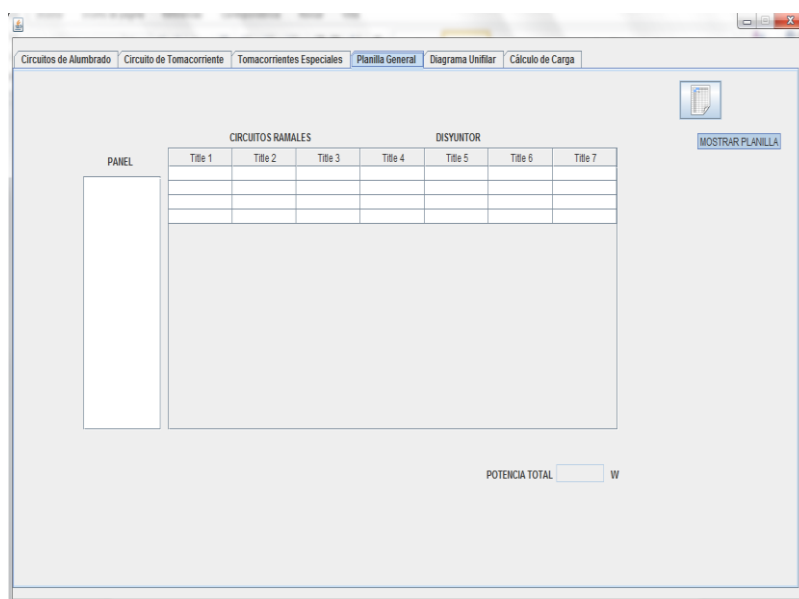 Circuitos de Alumbrado Circuito de Tomacorriente Tomacorrientes Especiales Planilla General Diagrama Unifilar Cálculo de Carga
CIRCUITOS RAMALES DISYUNTOR
MOSTRAR PLANILLA
PANEL Title 1 Title 2 Title 3 Title 4 Title 5 Title 6 Title 7
POTENCIA TOTAL W